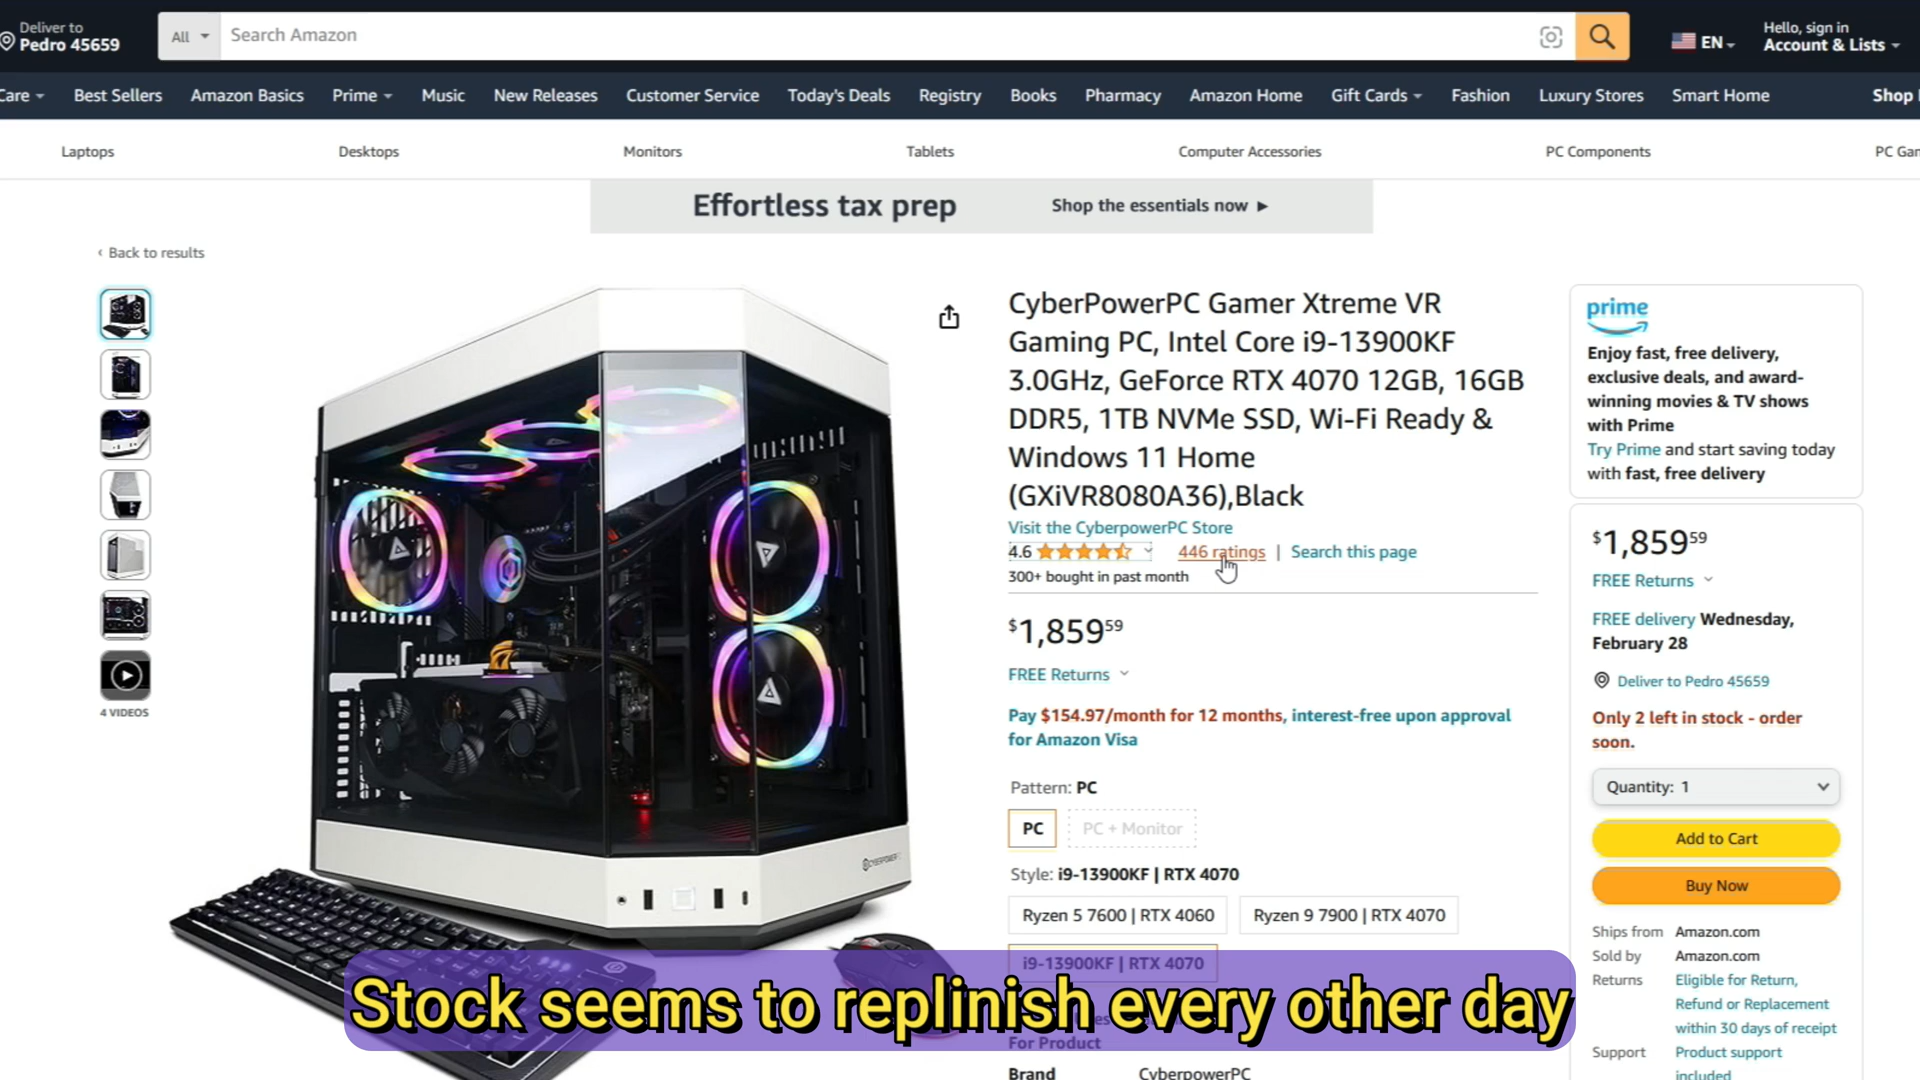 Deliver to
Pedro 45659
All
Search Amazon
EN
Hello, sign in
Account & Lists
Care
Best Sellers
Amazon Basics
Prime
Music
New Releases
Customer Service
Today's Deals
Registry
Books
Pharmacy
Amazon Home
Gift Cards
Fashion
Luxury Stores
Smart Home
Shop
Laptops
Desktops
Monitors
Tablets
Computer Accessories
PC Components
PC Gam
Effortless tax prep
Shop the essentials now ▶
‹ Back to results
4 VIDEOS
CyberPowerPC Gamer Xtreme VR
Gaming PC, Intel Core i9-13900KF
3.0GHz, GeForce RTX 4070 12GB, 16GB
DDR5, 1TB NVMe SSD, Wi-Fi Ready &
Windows 11 Home
(GXiVR8080A36),Black
Visit the CyberpowerPC Store
4.6
446 ratings | Search this page
300+ bought in past month
$1,85959
FREE Returns
Pay $154.97/month for 12 months, interest-free upon approval
for Amazon Visa
Pattern: PC
PC
PC + Monitor
Style: i9-13900KF | RTX 4070
Ryzen 5 7600 | RTX 4060
Ryzen 9 7900 | RTX 4070
i9-13900KF | RTX 4070
For Product
Brand CyberpowerPC
prime
Enjoy fast, free delivery,
exclusive deals, and award-
winning movies & TV shows
with Prime
Try Prime and start saving today
with fast, free delivery
$1,85959
FREE Returns
FREE delivery Wednesday,
February 28
Deliver to Pedro 45659
Only 2 left in stock - order
soon.
Quantity: 1
Add to Cart
Buy Now
Ships from Amazon.com
Sold by Amazon.com
Returns Eligible for Return,
Refund or Replacement
within 30 days of receipt
Support Product support
included
Stock seems to replinish every other day